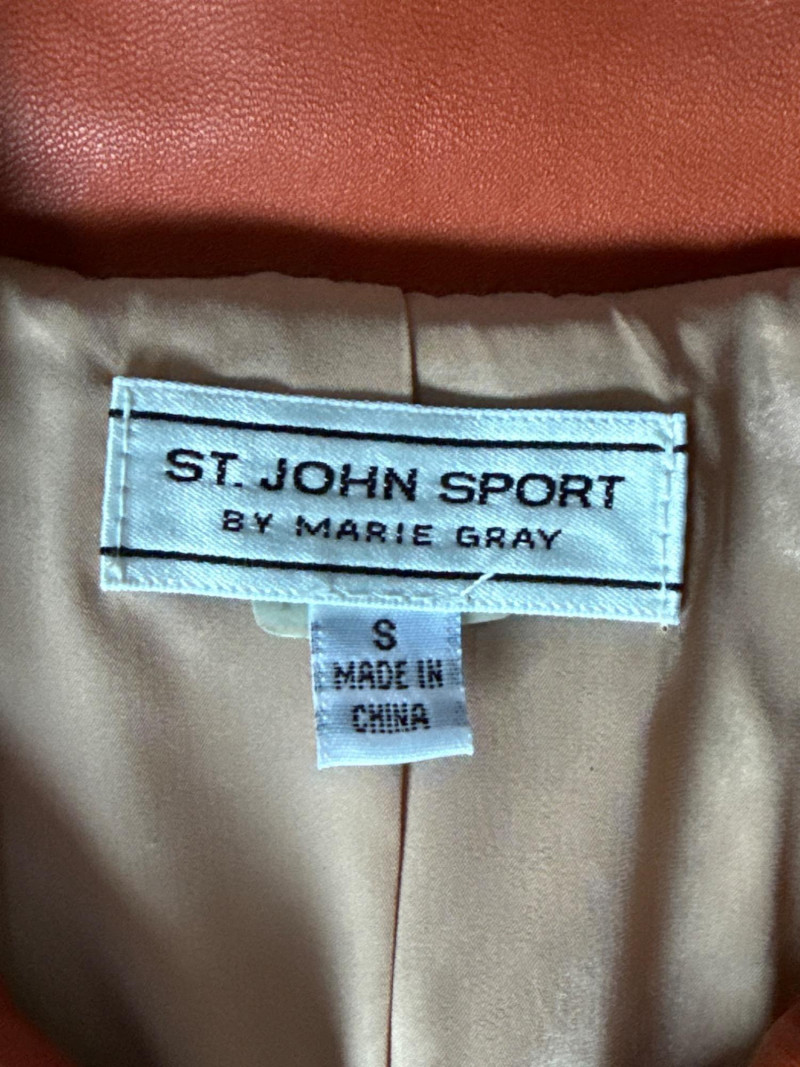 ST. JOHN SPORT
BY MARIE GRAY
S
MADE IN
CHINA